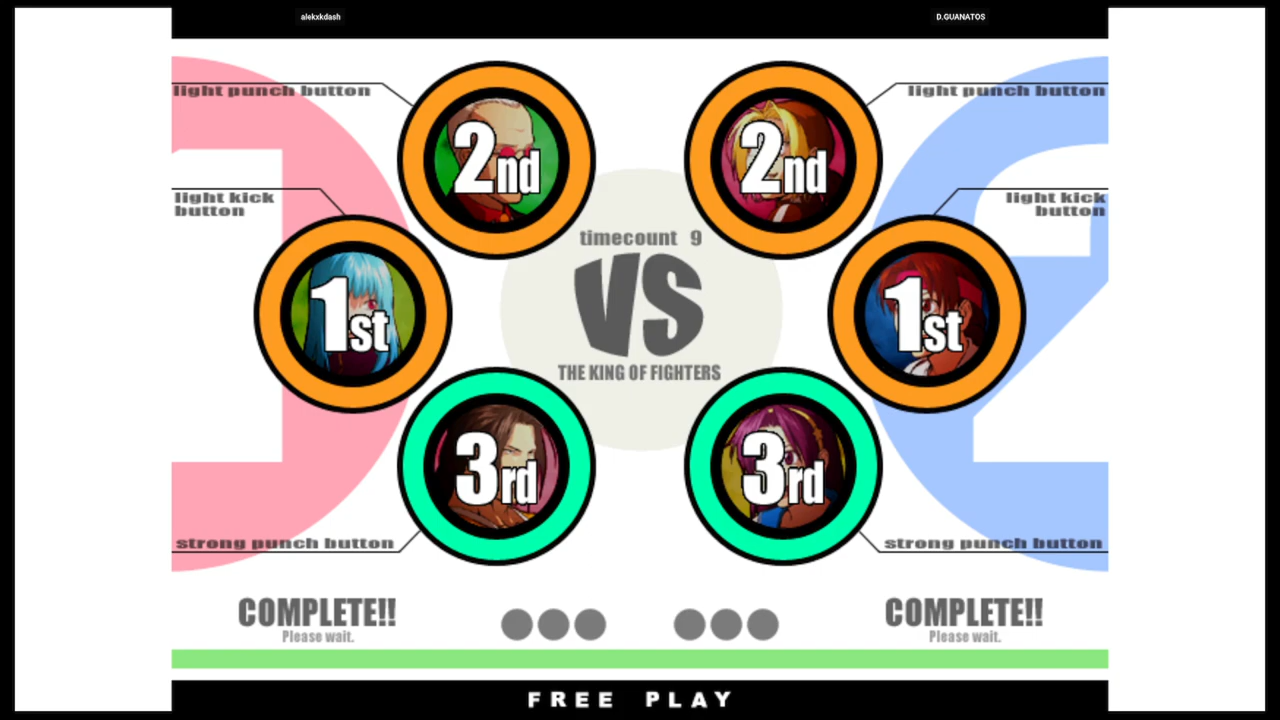 alekxkdash
D.GUANATOS
light punch button
light punch button
2nd
2nd
light kick
button
light kick
button
timecount 9
VS
1st
1st
THE KING OF FIGHTERS
3rd
3rd
strong punch button
strong punch button
COMPLETE!!
Please wait.
COMPLETE!!
Please wait.
FREE PLAY
1
2